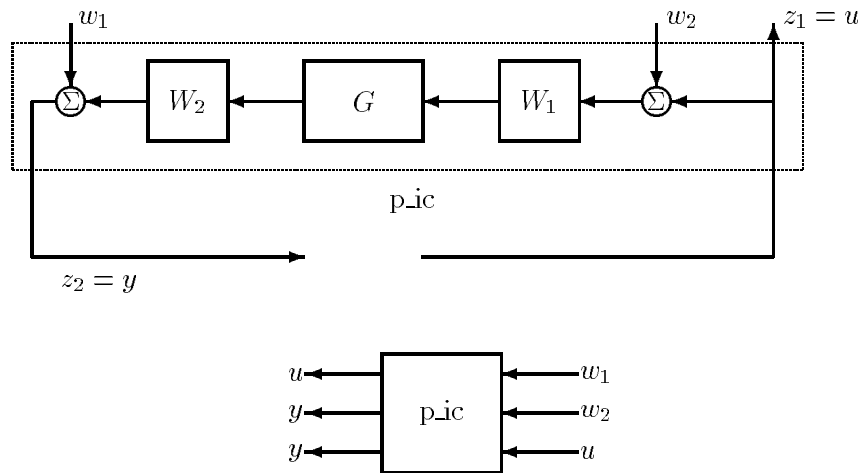 w₁ w₂ z₁ = u
Σ W₂ G W₁ Σ
p_ic
z₂ = y
u w₁
y p_ic w₂
y u